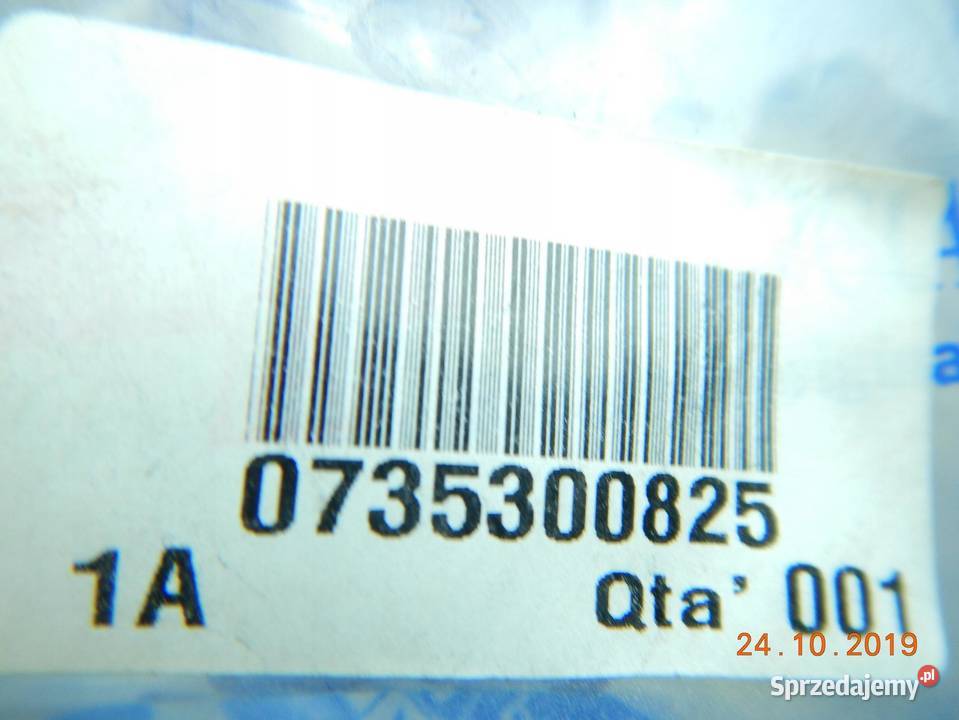 0735300825
1A Qta' 001
24.10.2019
Sprzedajemy.pl